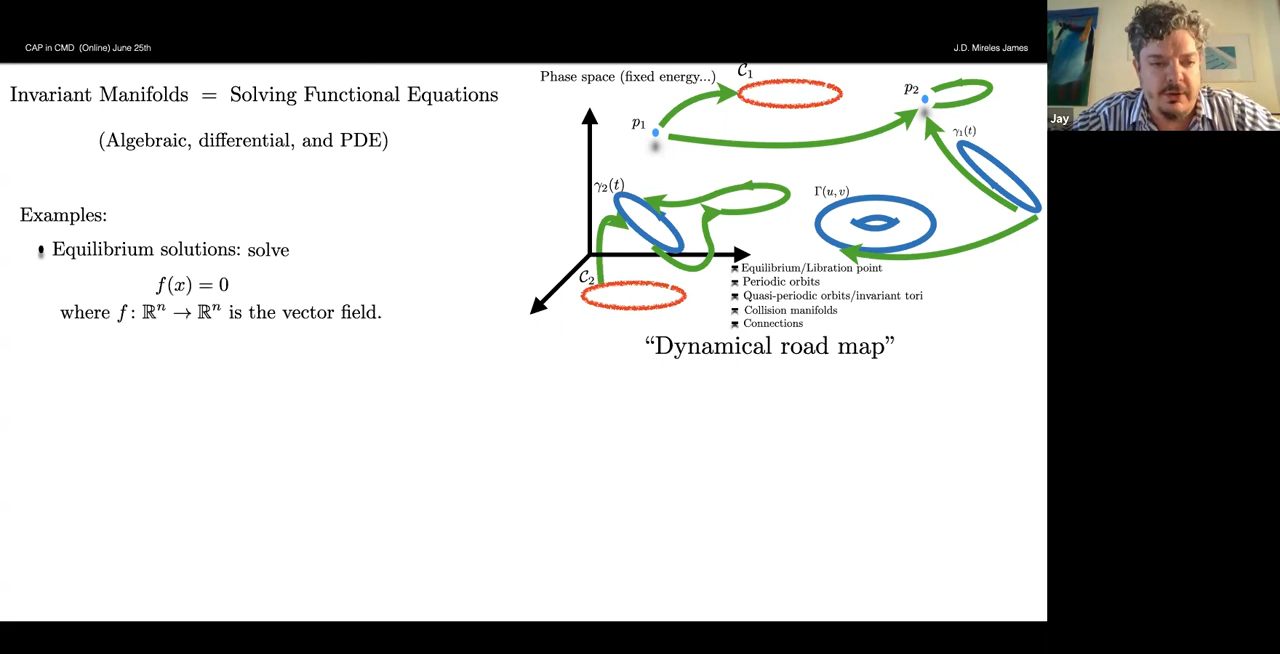 CAP in CMD (Online) June 25th
J.D. Mireles James
Invariant Manifolds = Solving Functional Equations
(Algebraic, differential, and PDE)
Examples:
Equilibrium solutions: solve
f(x) = 0
where f: ℝⁿ → ℝⁿ is the vector field.
Phase space (fixed energy...)
𝒞₁
p₁
p₂
γ₁(t)
γ₂(t)
Γ(u, v)
𝒞₂
Equilibrium/Libration point
Periodic orbits
Quasi-periodic orbits/invariant tori
Collision manifolds
Connections
“Dynamical road map”
Jay